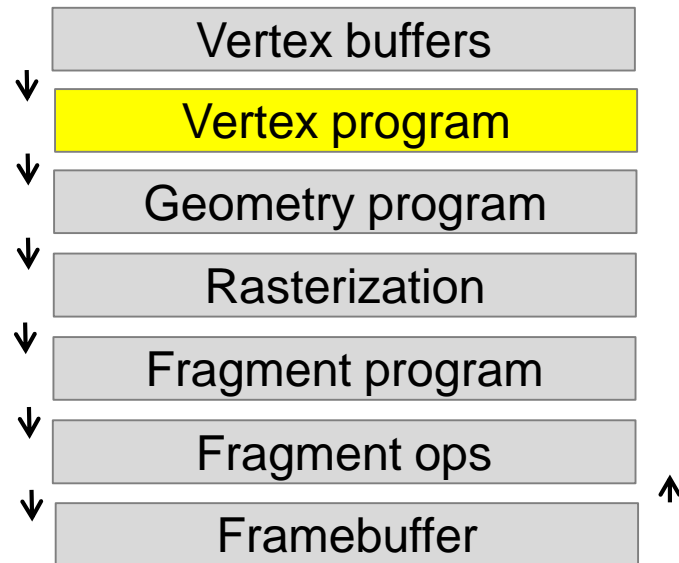 Vertex buffers
Vertex program
Geometry program
Rasterization
Fragment program
Fragment ops
Framebuffer